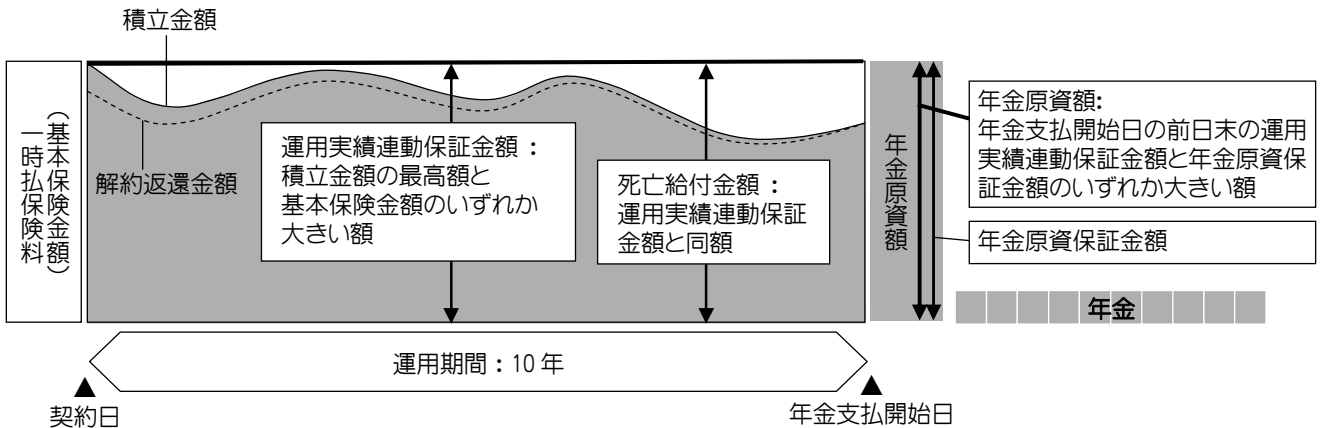 積立金額
一時払保険料
（基本保険金額）
解約返還金額
運用実績連動保証金額：
積立金額の最高額と
基本保険金額のいずれか
大きい額
死亡給付金額：
運用実績連動保証
金額と同額
年金原資額
年金原資額:
年金支払開始日の前日末の運用
実績連動保証金額と年金原資保
証金額のいずれか大きい額
年金原資保証金額
年金
運用期間：10年
契約日
年金支払開始日